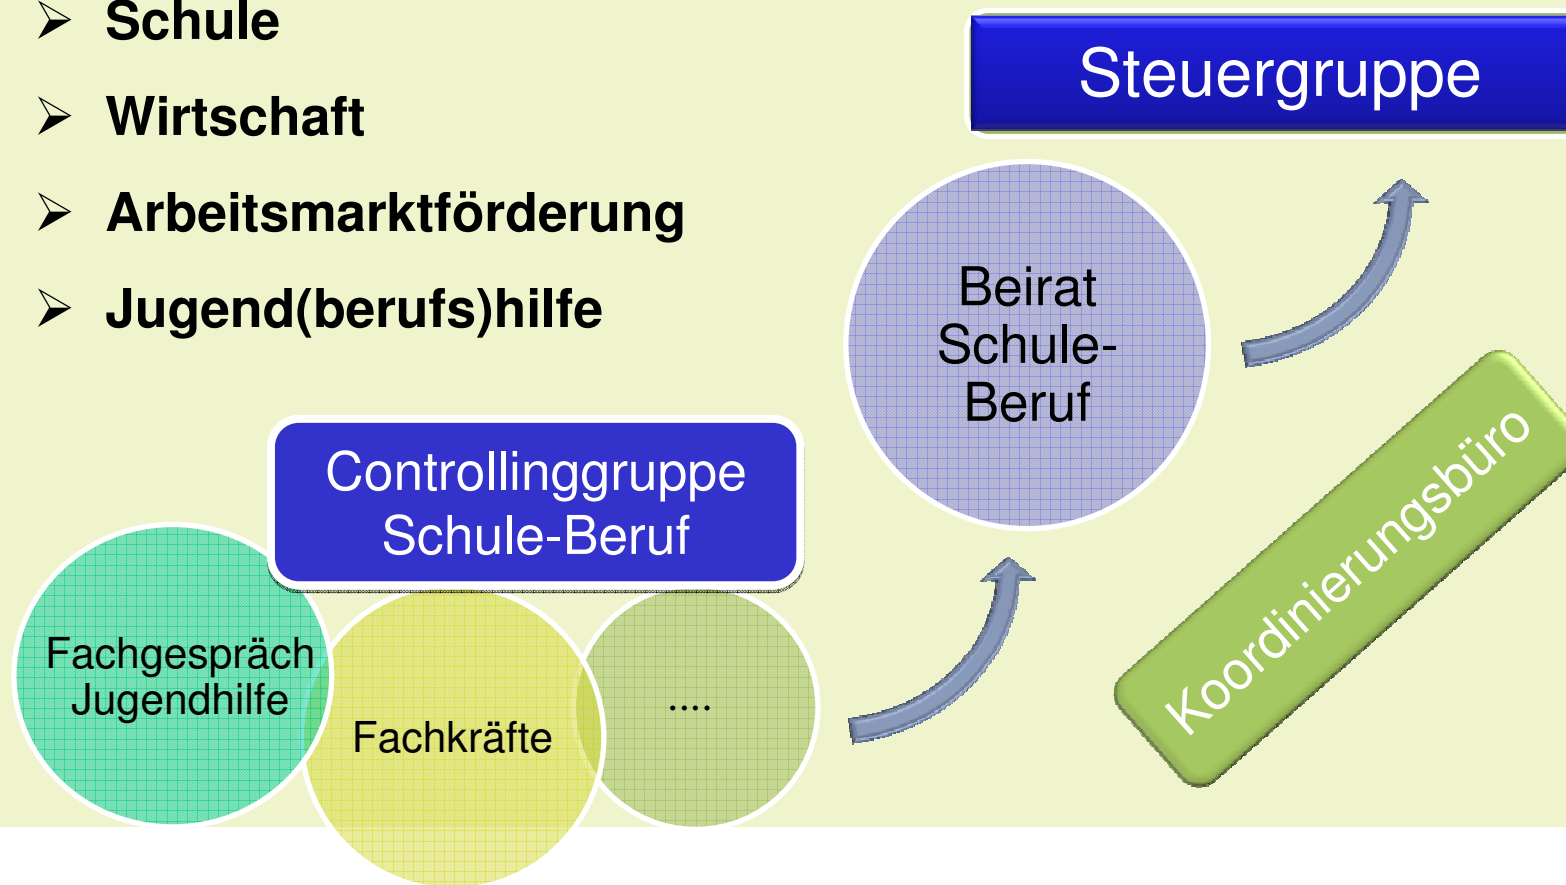 ➢ Schule
➢ Wirtschaft
➢ Arbeitsmarktförderung
➢ Jugend(berufs)hilfe
Steuergruppe
Beirat
Schule-
Beruf
Controllinggruppe
Schule-Beruf
Fachgespräch
Jugendhilfe
Fachkräfte
....
Koordinierungsbüro